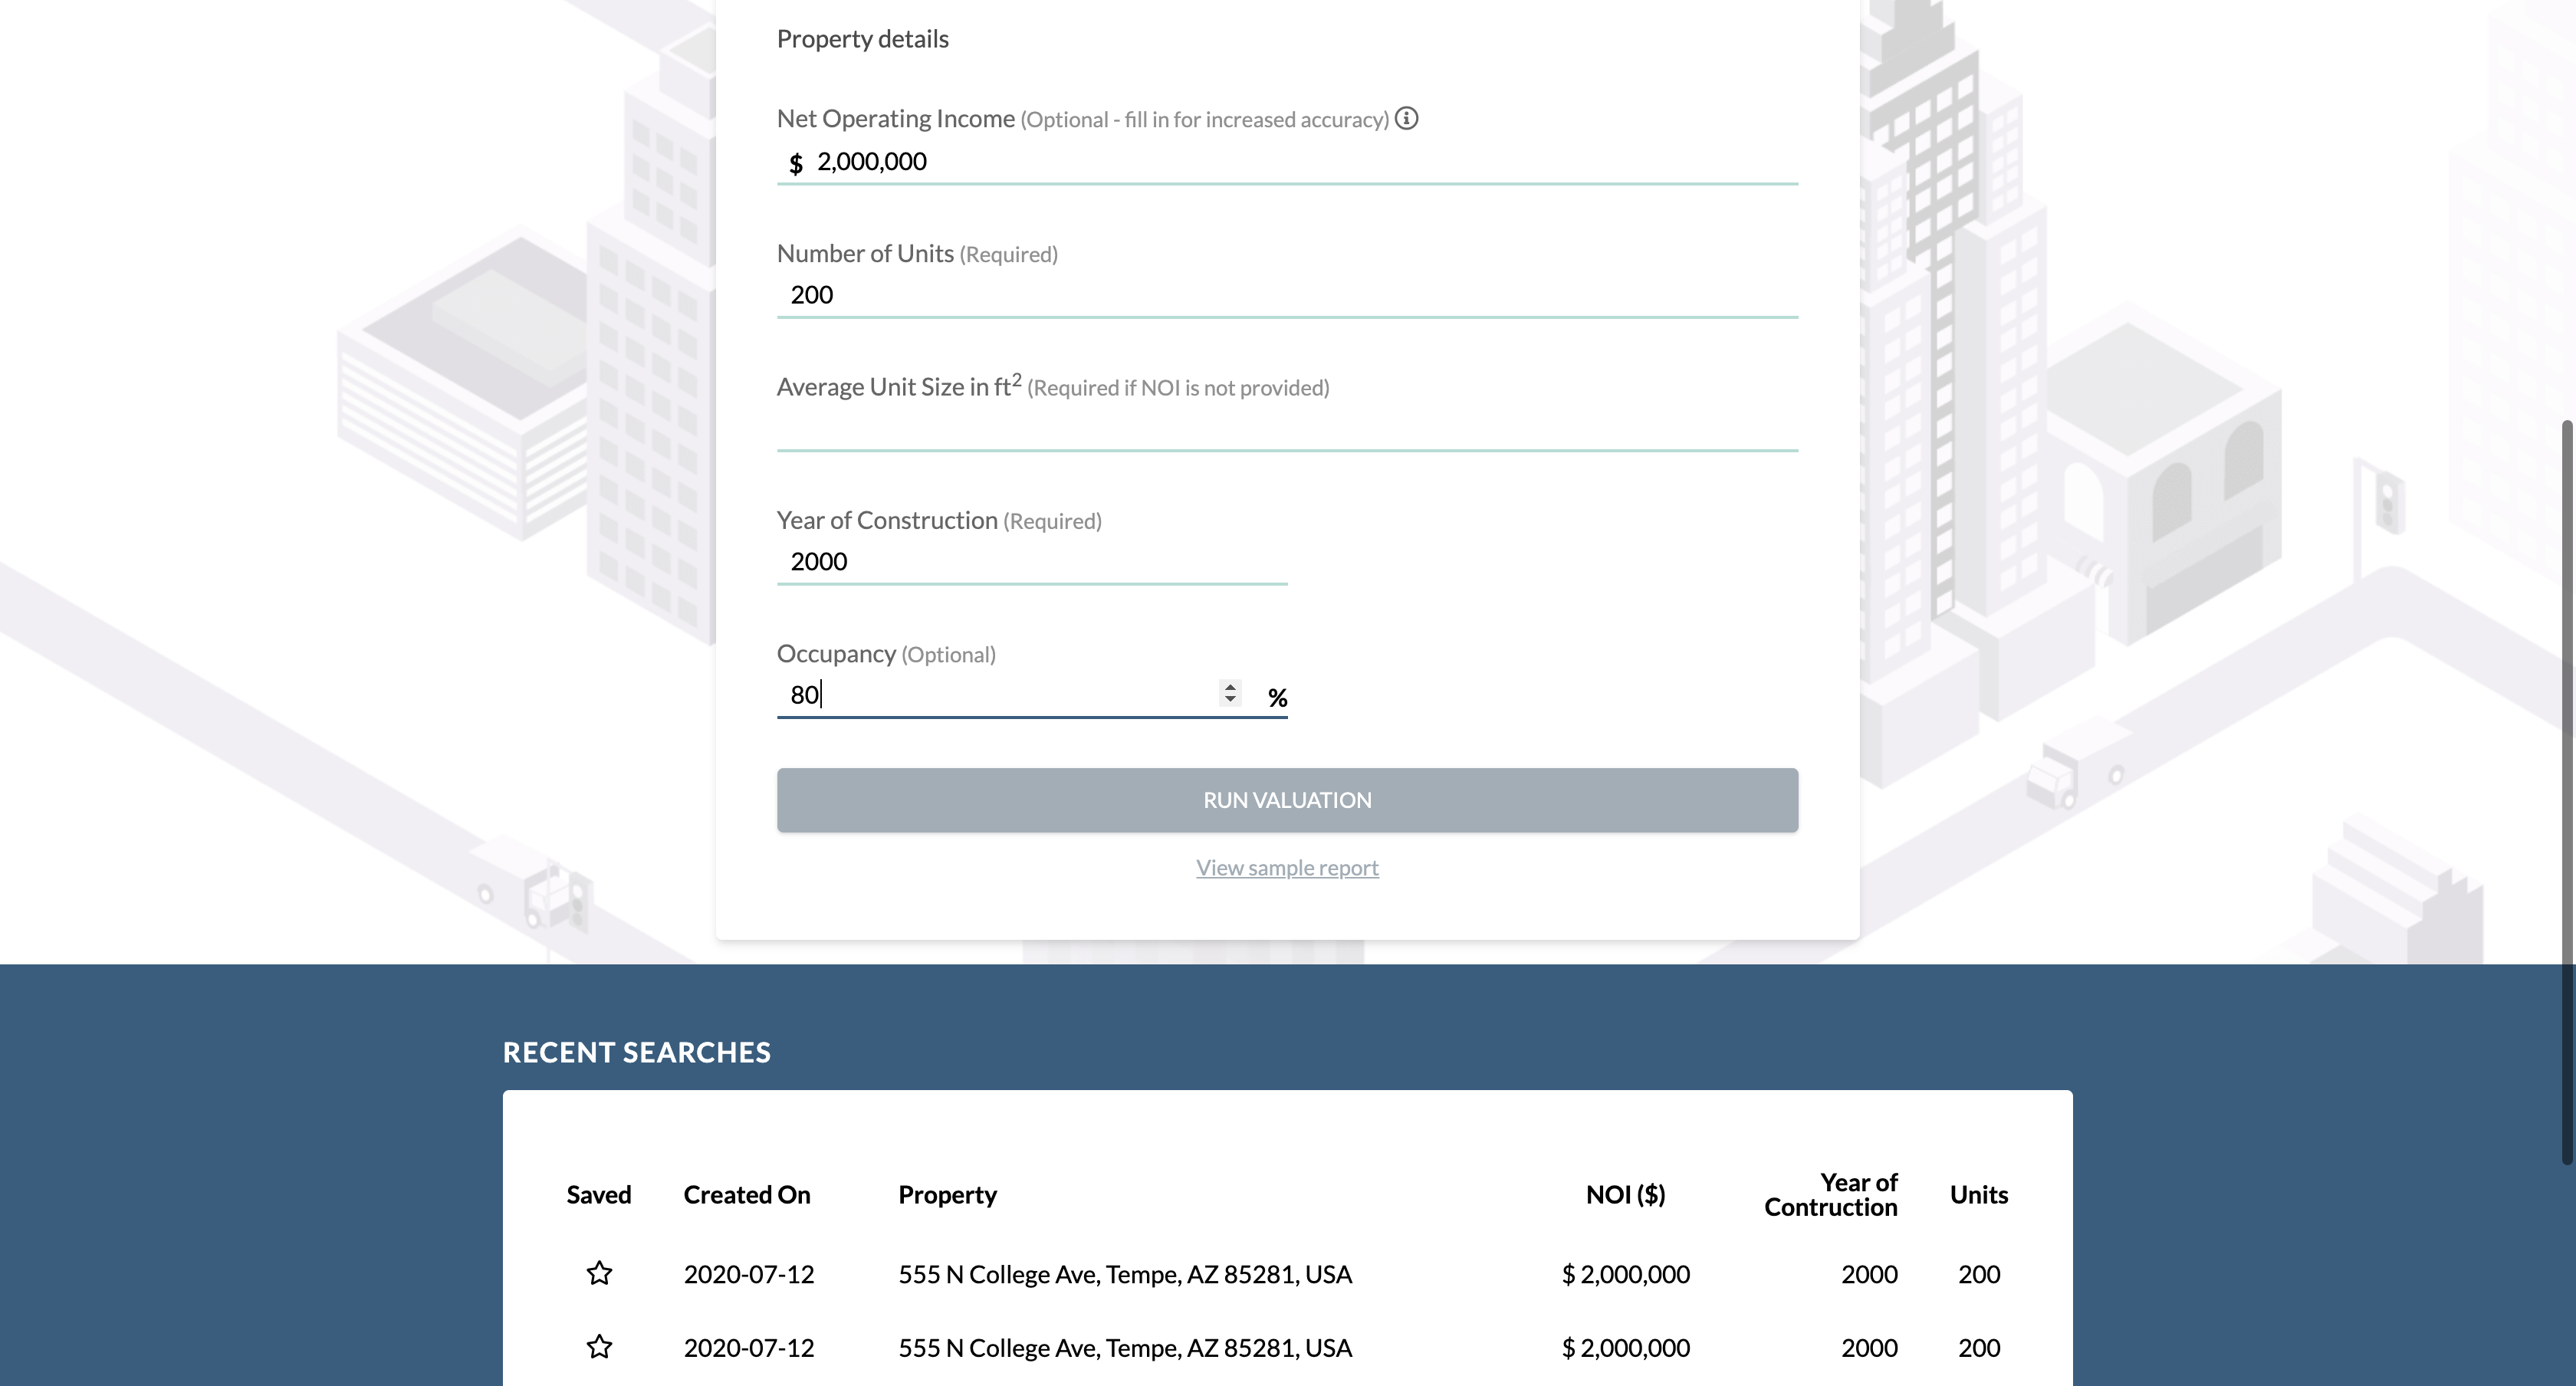 Property details
Net Operating Income (Optional - fill in for increased accuracy)
$ 2,000,000
Number of Units (Required)
200
Average Unit Size in ft2 (Required if NOI is not provided)
Year of Construction (Required)
2000
Occupancy (Optional)
80 %
RUN VALUATION
View sample report
RECENT SEARCHES
Saved Created On Property NOI ($) Year of Contruction Units
2020-07-12 555 N College Ave, Tempe, AZ 85281, USA $ 2,000,000 2000 200
2020-07-12 555 N College Ave, Tempe, AZ 85281, USA $ 2,000,000 2000 200